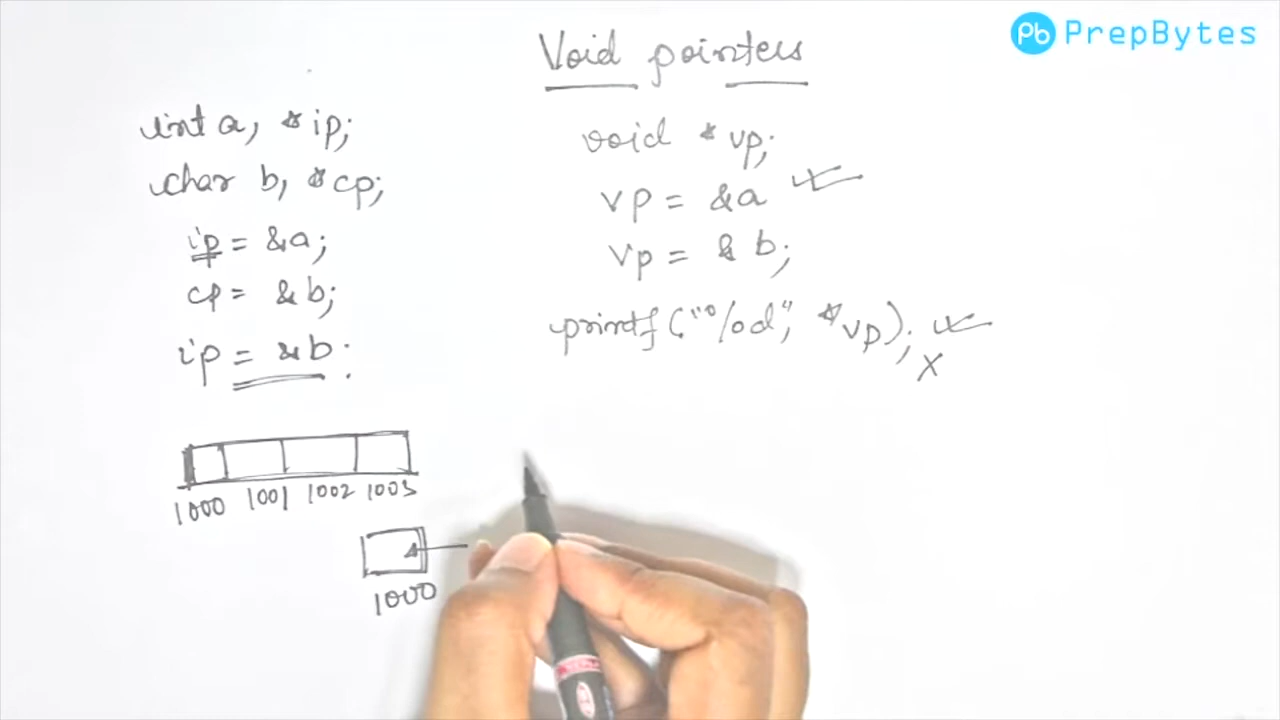 Pb PrepBytes
Void pointers
int a, *ip;
char b, *cp;
ip = &a;
cp = &b;
ip = &b;
1000 1001 1002 1003
1000
void *vp;
vp = &a
vp = &b;
printf("%d", *vp);
X